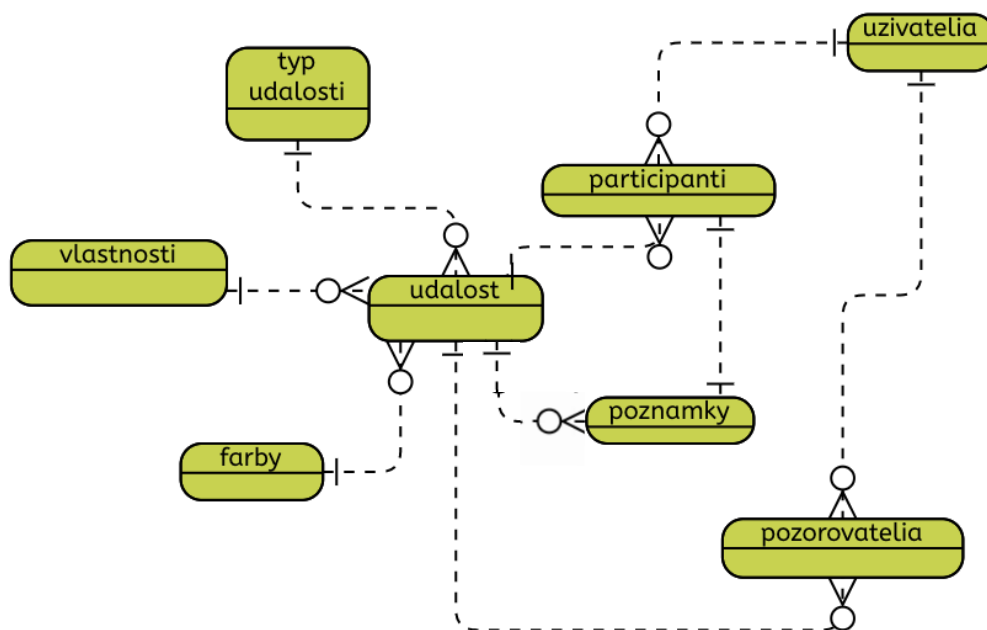 uzivatelia
typ
udalosti
participanti
vlastnosti
udalost
poznamky
farby
pozorovatelia